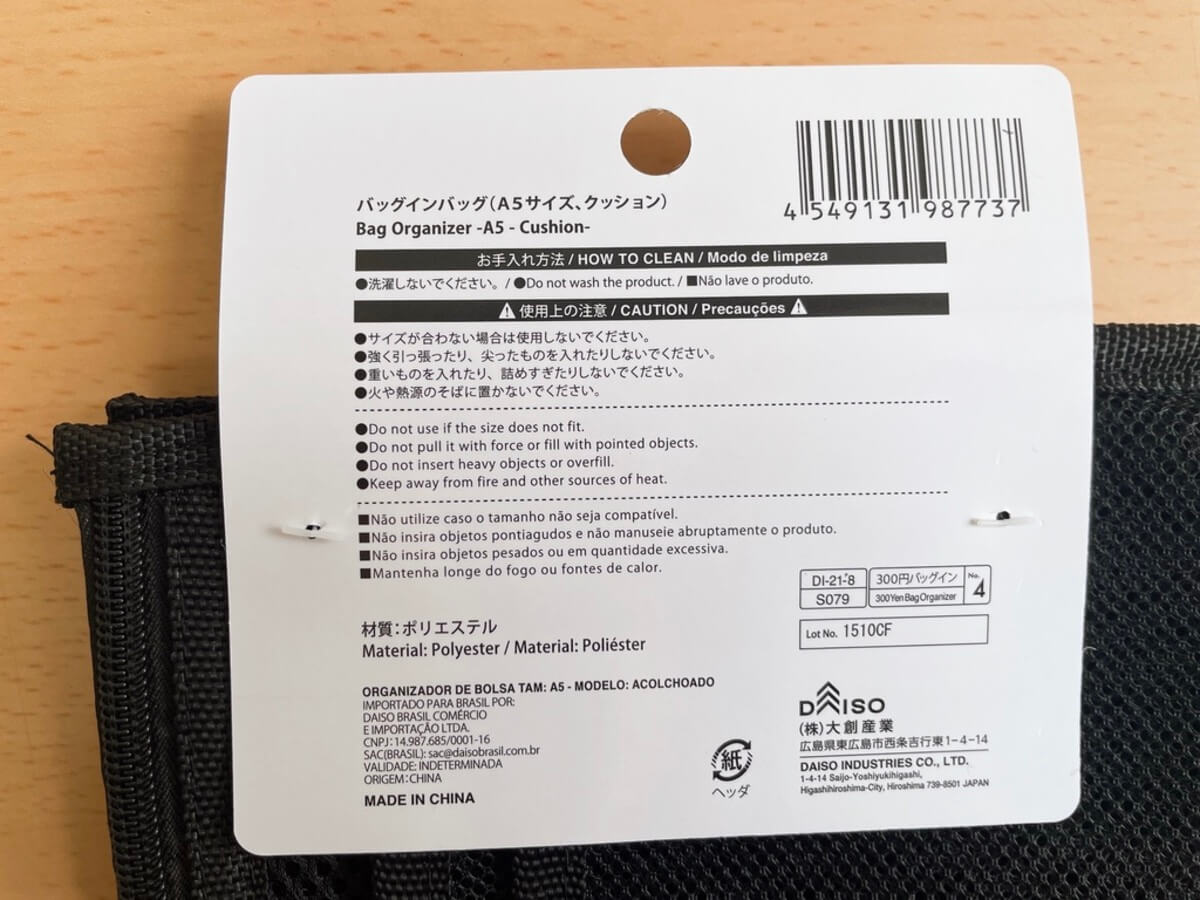 4 549131 987737
バッグインバッグ(A5サイズ、クッション)
Bag Organizer -A5 - Cushion-
お手入れ方法 / HOW TO CLEAN / Modo de limpeza
●洗濯しないでください。 / ●Do not wash the product. / ■Não lave o produto.
⚠ 使用上の注意 / CAUTION / Precauções ⚠
●サイズが合わない場合は使用しないでください。
●強く引っ張ったり、尖ったものを入れたりしないでください。
●重いものを入れたり、詰めすぎたりしないでください。
●火や熱源のそばに置かないでください。
●Do not use if the size does not fit.
●Do not pull it with force or fill with pointed objects.
●Do not insert heavy objects or overfill.
●Keep away from fire and other sources of heat.
■Não utilize caso o tamanho não seja compatível.
■Não insira objetos pontiagudos e não manuseie abruptamente o produto.
■Não insira objetos pesados ou em quantidade excessiva.
■Mantenha longe do fogo ou fontes de calor.
DI-21-8 300円バッグイン No.
S079 300YenBagOrganizer 4
Lot No. 1510CF
材質:ポリエステル
Material: Polyester / Material: Poliéster
ORGANIZADOR DE BOLSA TAM: A5 - MODELO: ACOLCHOADO
IMPORTADO PARA BRASIL POR:
DAISO BRASIL COMÉRCIO
E IMPORTAÇÃO LTDA.
CNPJ: 14.987.685/0001-16
SAC(BRASIL): sac@daisobrasil.com.br
VALIDADE: INDETERMINADA
ORIGEM: CHINA
MADE IN CHINA
紙
ヘッダ
DAISO
(株)大創産業
広島県東広島市西条吉行東1-4-14
DAISO INDUSTRIES CO., LTD.
1-4-14 Saijo-Yoshiyukihigashi,
Higashihiroshima-City, Hiroshima 739-8501 JAPAN